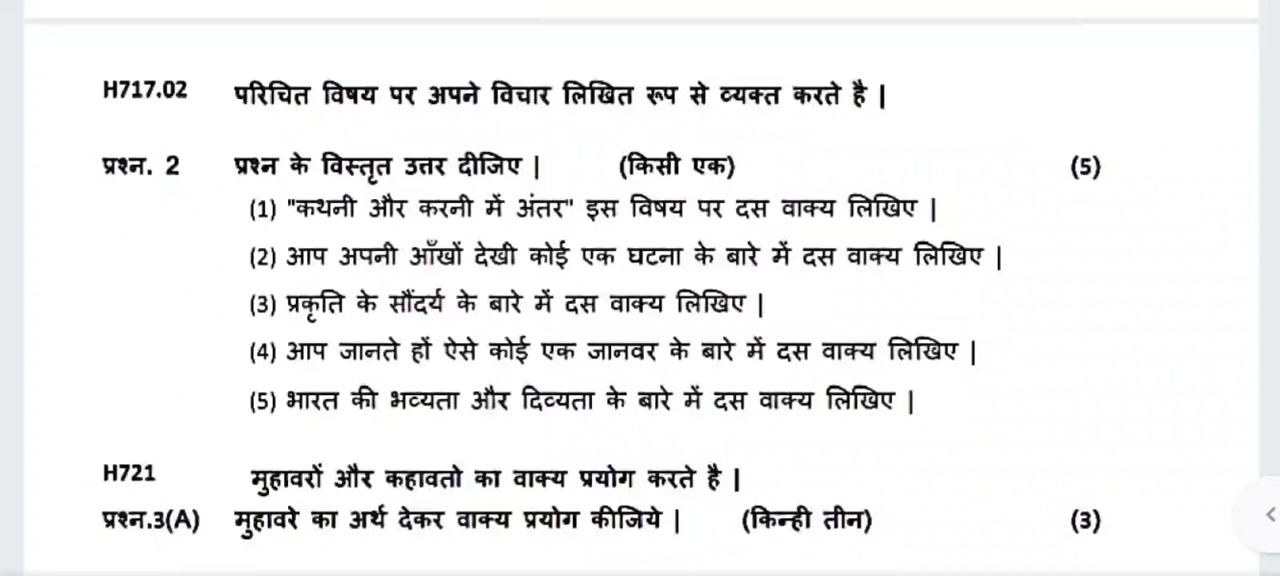 H717.02 परिचित विषय पर अपने विचार लिखित रूप से व्यक्त करते है |
प्रश्न. 2 प्रश्न के विस्तृत उत्तर दीजिए | (किसी एक) (5)
(1) "कथनी और करनी में अंतर" इस विषय पर दस वाक्य लिखिए |
(2) आप अपनी आँखों देखी कोई एक घटना के बारे में दस वाक्य लिखिए |
(3) प्रकृति के सौंदर्य के बारे में दस वाक्य लिखिए |
(4) आप जानते हों ऐसे कोई एक जानवर के बारे में दस वाक्य लिखिए |
(5) भारत की भव्यता और दिव्यता के बारे में दस वाक्य लिखिए |
H721 मुहावरों और कहावतो का वाक्य प्रयोग करते है |
प्रश्न.3(A) मुहावरे का अर्थ देकर वाक्य प्रयोग कीजिये | (किन्ही तीन) (3)